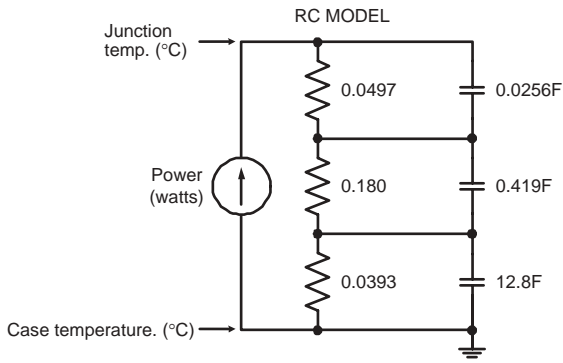 RC MODEL
Junction
temp. (°C)
0.0497
0.0256F
Power
(watts)
0.180
0.419F
0.0393
12.8F
Case temperature. (°C)